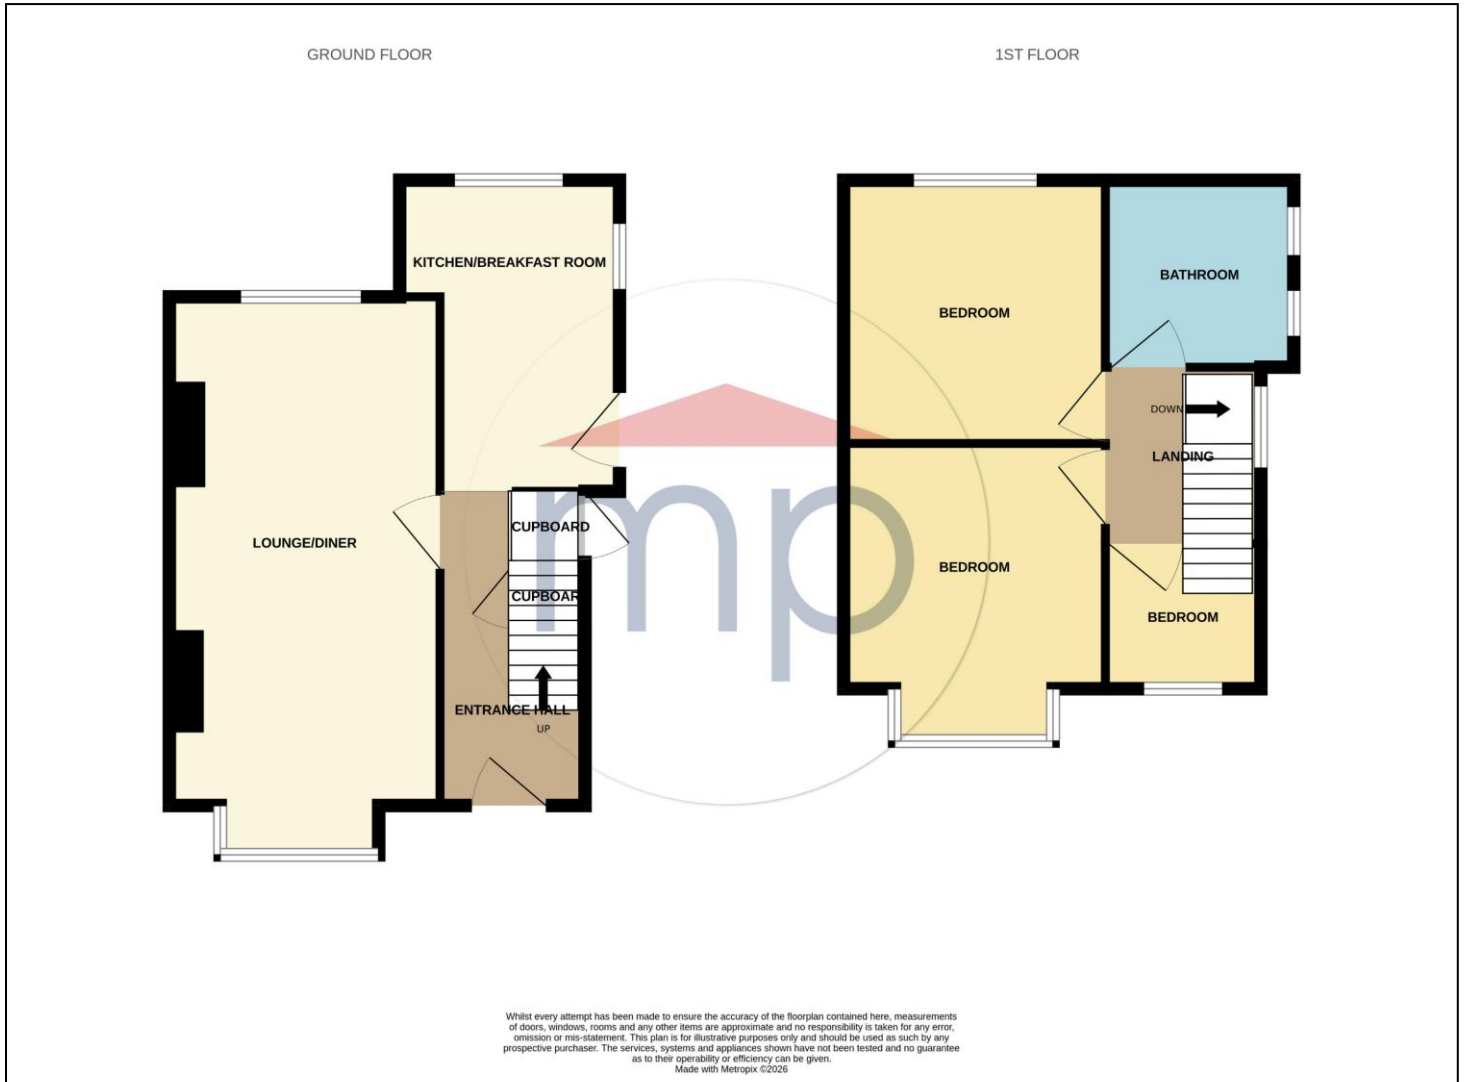 GROUND FLOOR
1ST FLOOR
KITCHEN/BREAKFAST ROOM
LOUNGE/DINER
CUPBOARD
CUPBOAR
ENTRANCE HALL
UP
BEDROOM
BATHROOM
DOWN
LANDING
BEDROOM
BEDROOM
mp
Whilst every attempt has been made to ensure the accuracy of the floorplan contained here, measurements
of doors, windows, rooms and any other items are approximate and no responsibility is taken for any error,
omission or mis-statement. This plan is for illustrative purposes only and should be used as such by any
prospective purchaser. The services, systems and appliances shown have not been tested and no guarantee
as to their operability or efficiency can be given.
Made with Metropix ©2026